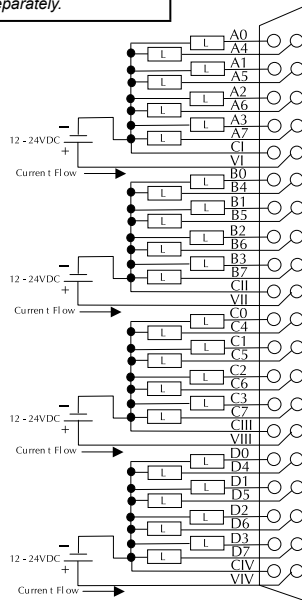 eparately.
L A0
L A4
L A1
L A5
L A2
L A6
L A3
L A7
CI
VI
− 12 - 24VDC +
Current Flow
L B0
L B4
L B1
L B5
L B2
L B6
L B3
L B7
CII
VII
− 12 - 24VDC +
Current Flow
L C0
L C4
L C1
L C5
L C2
L C6
L C3
L C7
CIII
VIII
− 12 - 24VDC +
Current Flow
L D0
L D4
L D1
L D5
L D2
L D6
L D3
L D7
CIV
VIV
− 12 - 24VDC +
Current Flow